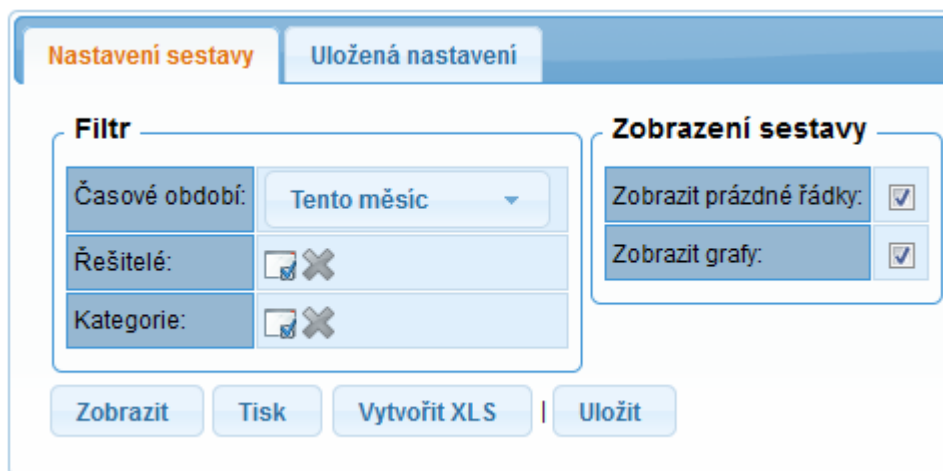 Nastavení sestavy Uložená nastavení
Filtr
Časové období: Tento měsíc
Řešitelé:
Kategorie:
Zobrazení sestavy
Zobrazit prázdné řádky:
Zobrazit grafy:
Zobrazit Tisk Vytvořit XLS | Uložit